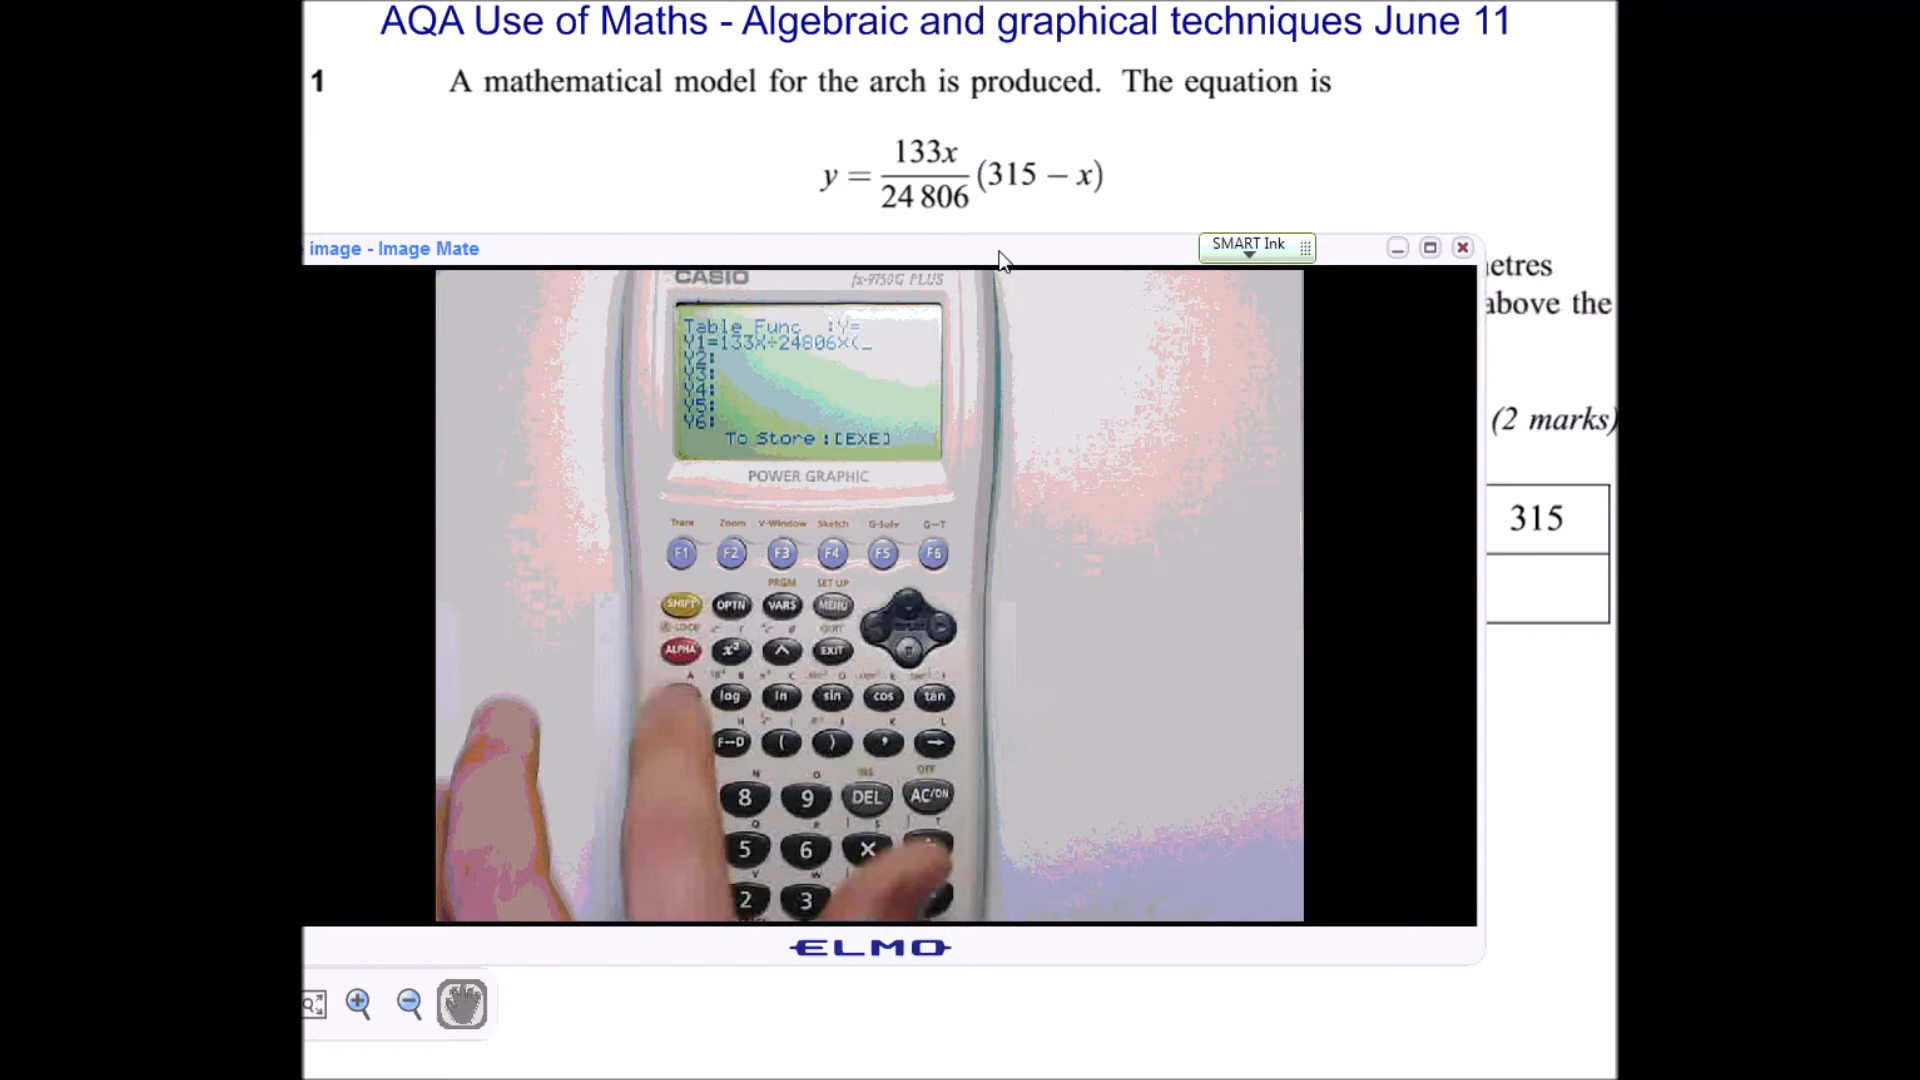 AQA Use of Maths - Algebraic and graphical techniques June 11
1 A mathematical model for the arch is produced. The equation is
y = 133x / 24 806 (315 – x)
image - Image Mate
SMART Ink
etres
above the
(2 marks)
315
CASIO fx-9750G PLUS
Table Func :Y=
Y1=133X÷24806×(_
Y2:
Y3:
Y4:
Y5:
Y6:
To Store :[EXE]
POWER GRAPHIC
Trace Zoom V-Window Sketch G-Solv G↔T
F1 F2 F3 F4 F5 F6
PRGM SET UP
SHIFT OPTN VARS MENU
QUIT
ALPHA x² ^ EXIT
log ln sin cos tan
F↔D ( ) , →
INS OFF
8 9 DEL AC/ON
5 6 ×
2 3
ELMO